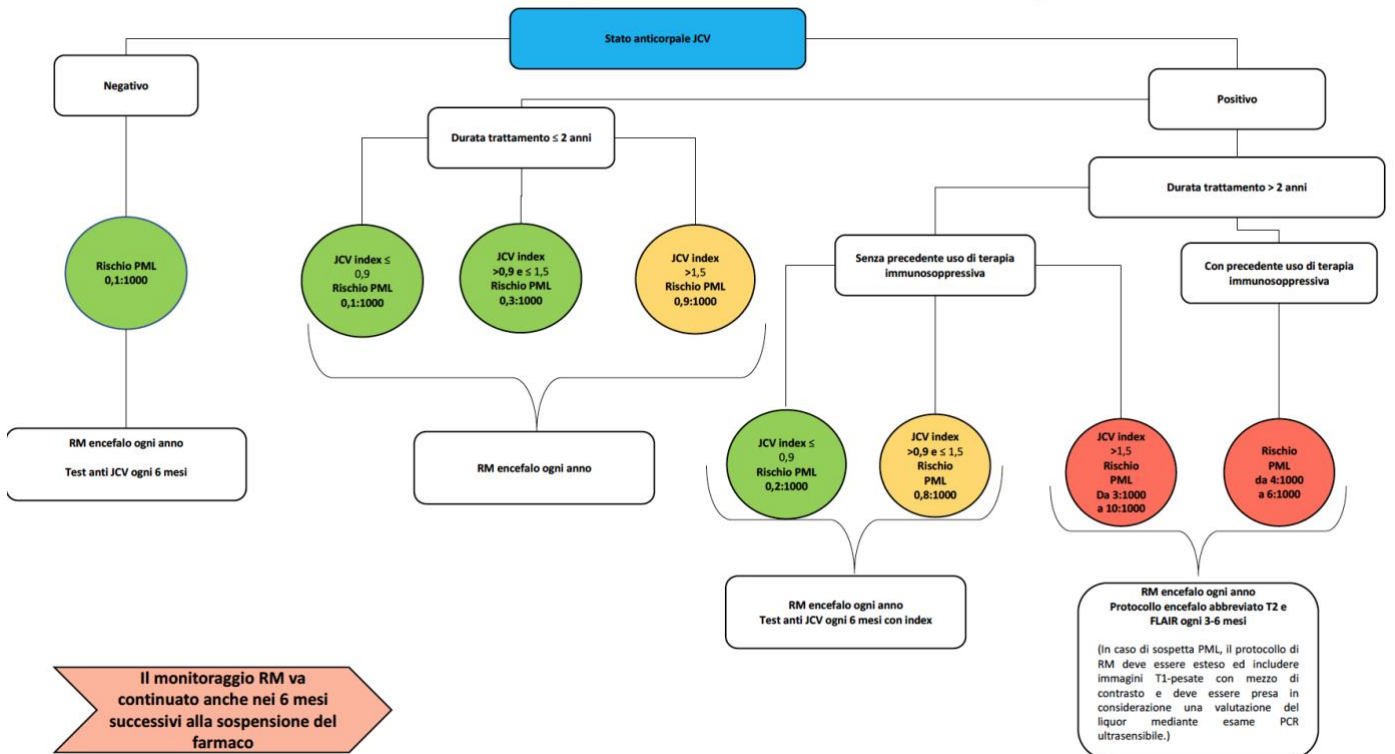 Stato anticorpale JCV
Negativo
Positivo
Durata trattamento ≤ 2 anni
Durata trattamento > 2 anni
Rischio PML
0,1:1000
JCV index ≤
0,9
Rischio PML
0,1:1000
JCV index
>0,9 e ≤ 1,5
Rischio PML
0,3:1000
JCV index
>1,5
Rischio PML
0,9:1000
Senza precedente uso di terapia
immunosoppressiva
Con precedente uso di terapia
immunosoppressiva
JCV index ≤
0,9
Rischio PML
0,2:1000
JCV index
>0,9 e ≤ 1,5
Rischio
PML
0,8:1000
JCV index
>1,5
Rischio
PML
Da 3:1000
a 10:1000
Rischio
PML
da 4:1000
a 6:1000
RM encefalo ogni anno
Test anti JCV ogni 6 mesi
RM encefalo ogni anno
RM encefalo ogni anno
Test anti JCV ogni 6 mesi con index
RM encefalo ogni anno
Protocollo encefalo abbreviato T2 e
FLAIR ogni 3-6 mesi
(In caso di sospetta PML, il protocollo di
RM deve essere esteso ed includere
immagini T1-pesate con mezzo di
contrasto e deve essere presa in
considerazione una valutazione del
liquor mediante esame PCR
ultrasensibile.)
Il monitoraggio RM va
continuato anche nei 6 mesi
successivi alla sospensione del
farmaco